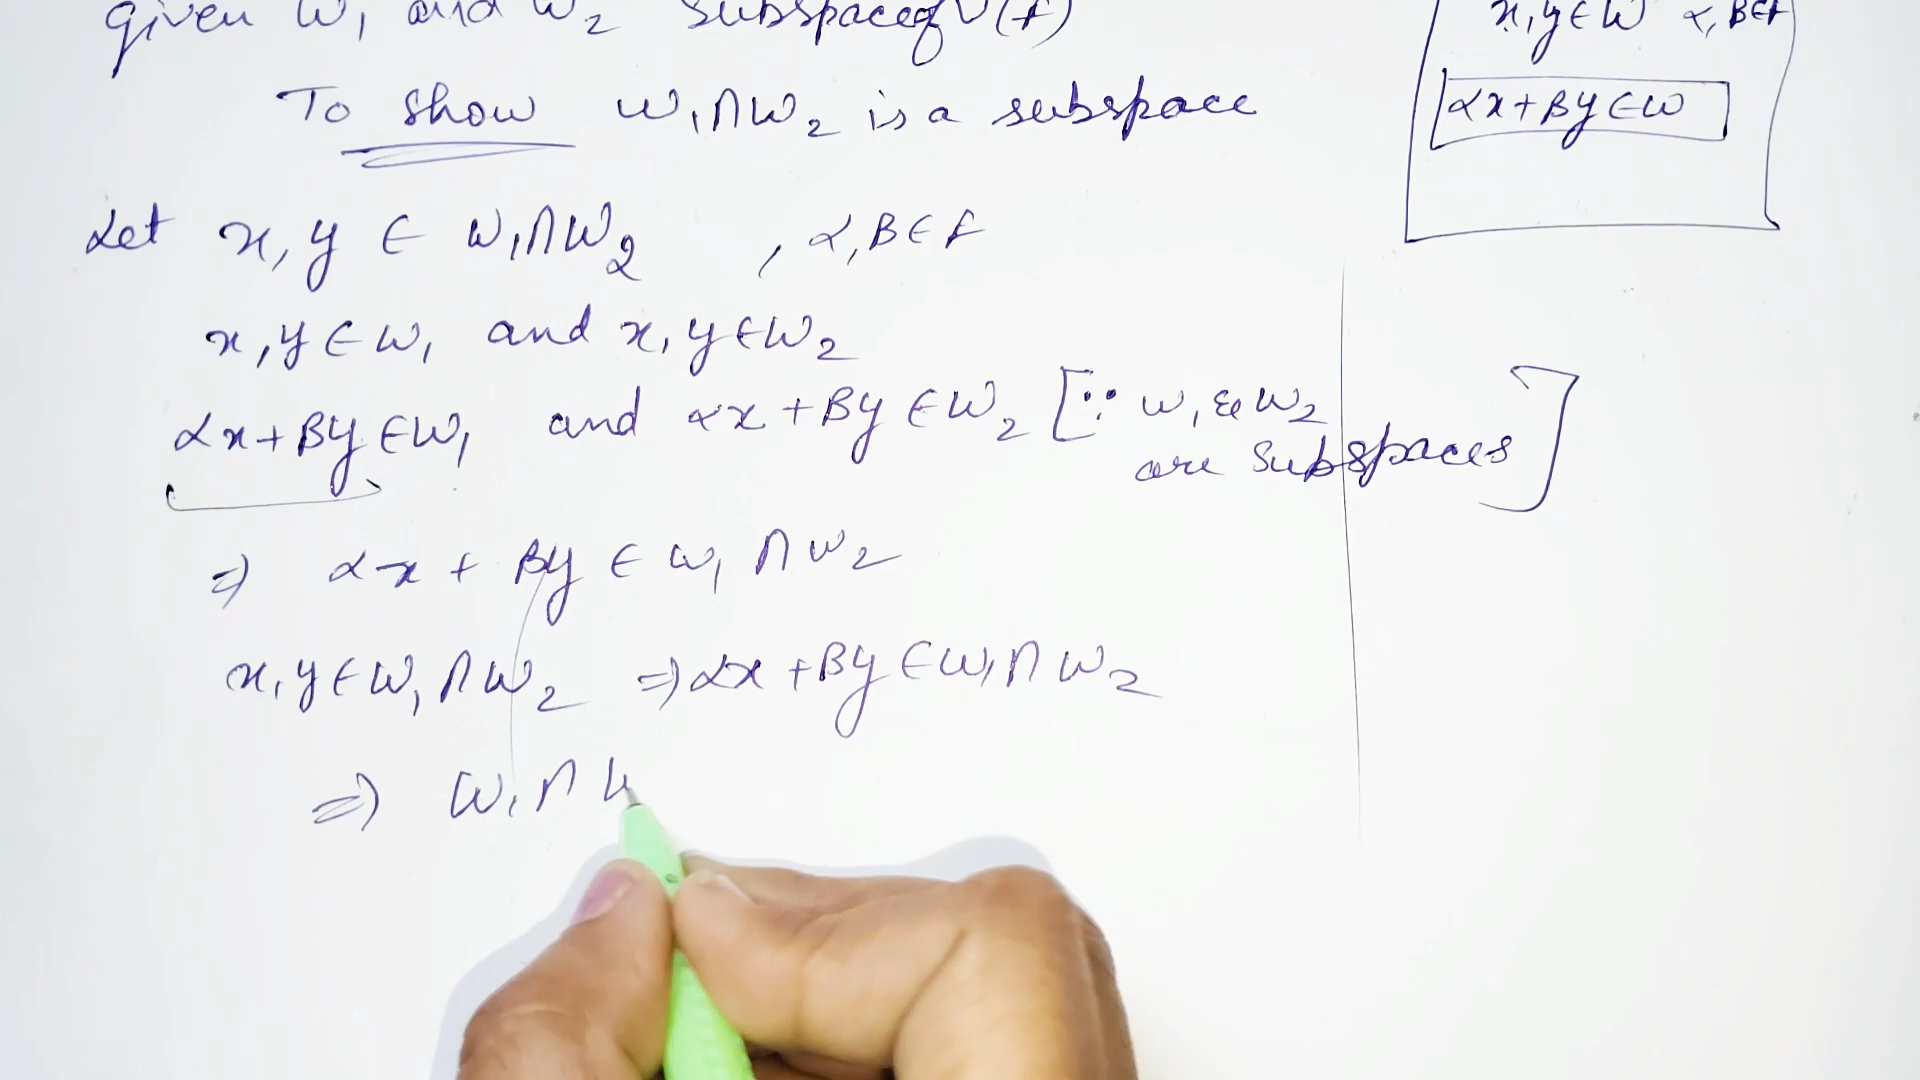 given W₁ and W₂ subspace of V(F)
x, y ∈ W α, β ∈ F
To show W₁ ∩ W₂ is a subspace
αx + βy ∈ W
Let x, y ∈ W₁ ∩ W₂ , α, β ∈ F
x, y ∈ W₁ and x, y ∈ W₂
αx + βy ∈ W₁ and αx + βy ∈ W₂ [∵ W₁ & W₂
are subspaces]
⇒ αx + βy ∈ W₁ ∩ W₂
x, y ∈ W₁ ∩ W₂ ⇒ αx + βy ∈ W₁ ∩ W₂
⇒ W₁ ∩